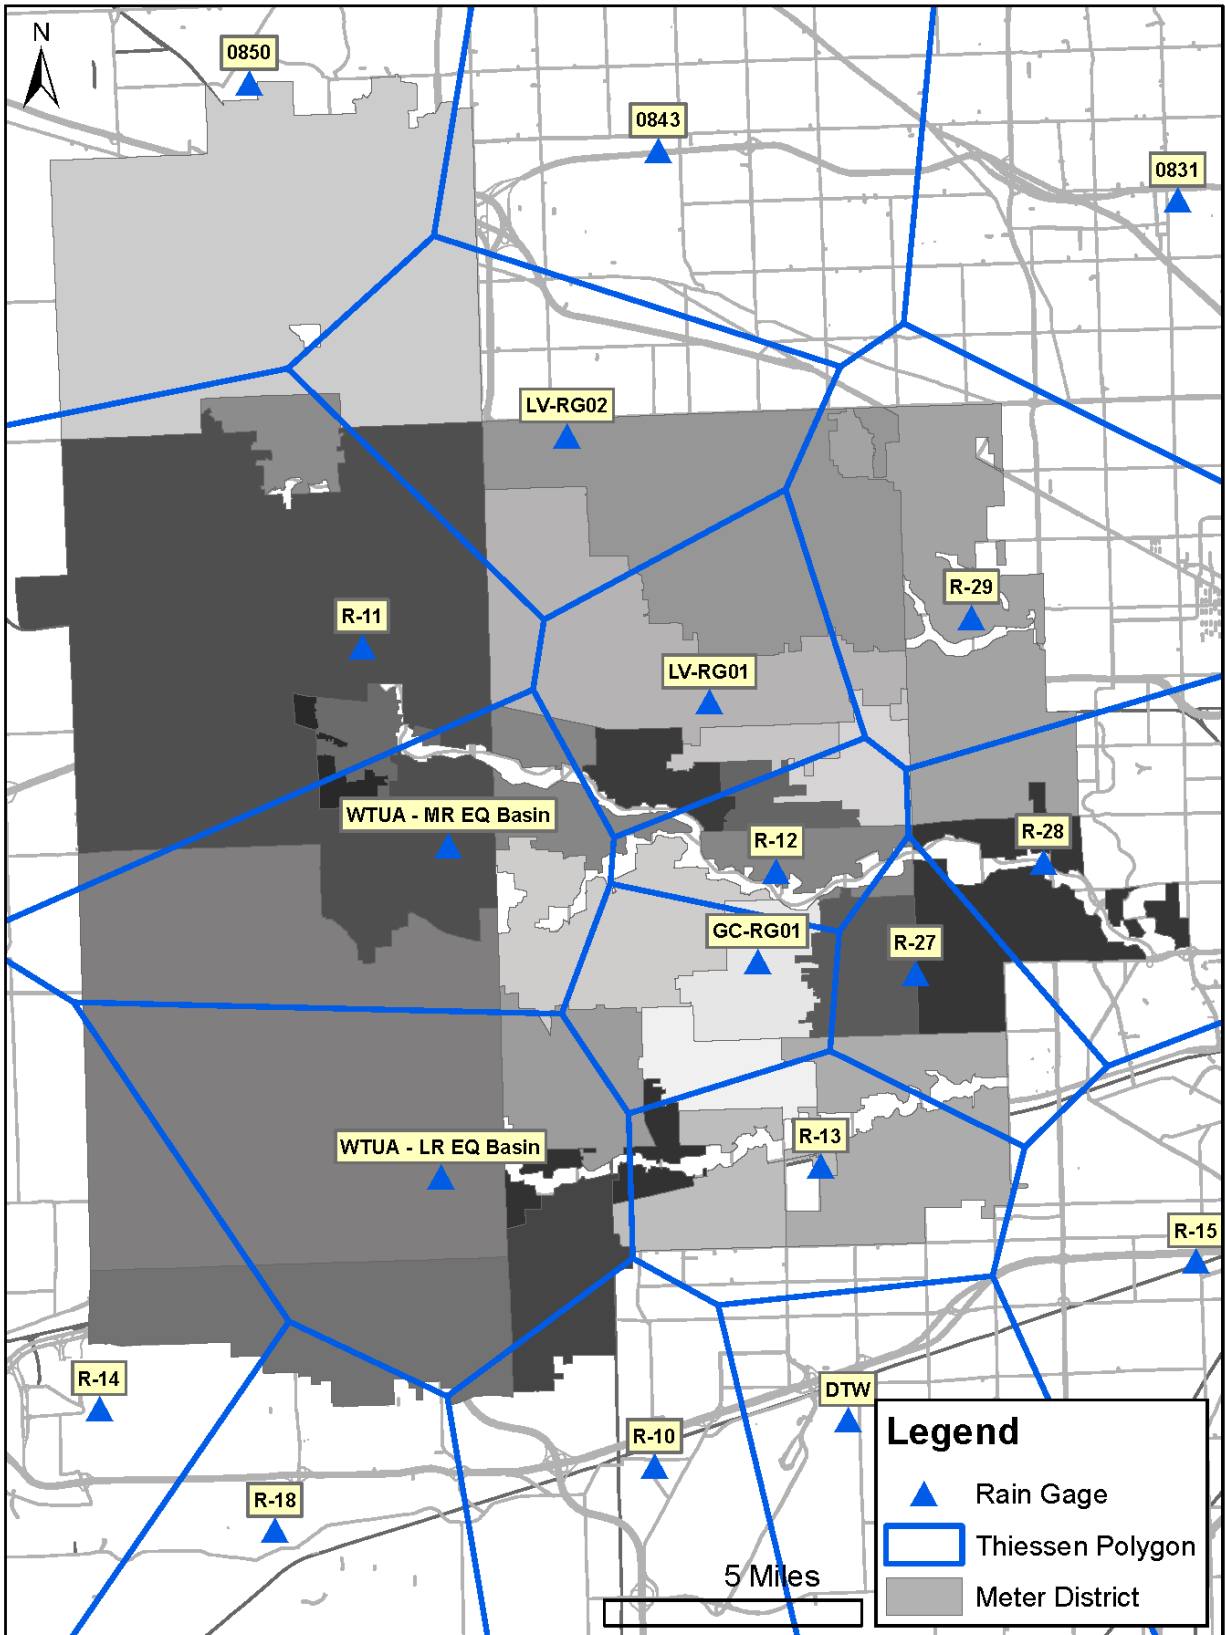 N
0850
0843
0831
LV-RG02
R-29
R-11
LV-RG01
WTUA - MR EQ Basin
R-12
R-28
GC-RG01
R-27
WTUA - LR EQ Basin
R-13
R-15
R-14
DTW
R-10
R-18
Legend
Rain Gage
Thiessen Polygon
Meter District
5 Miles